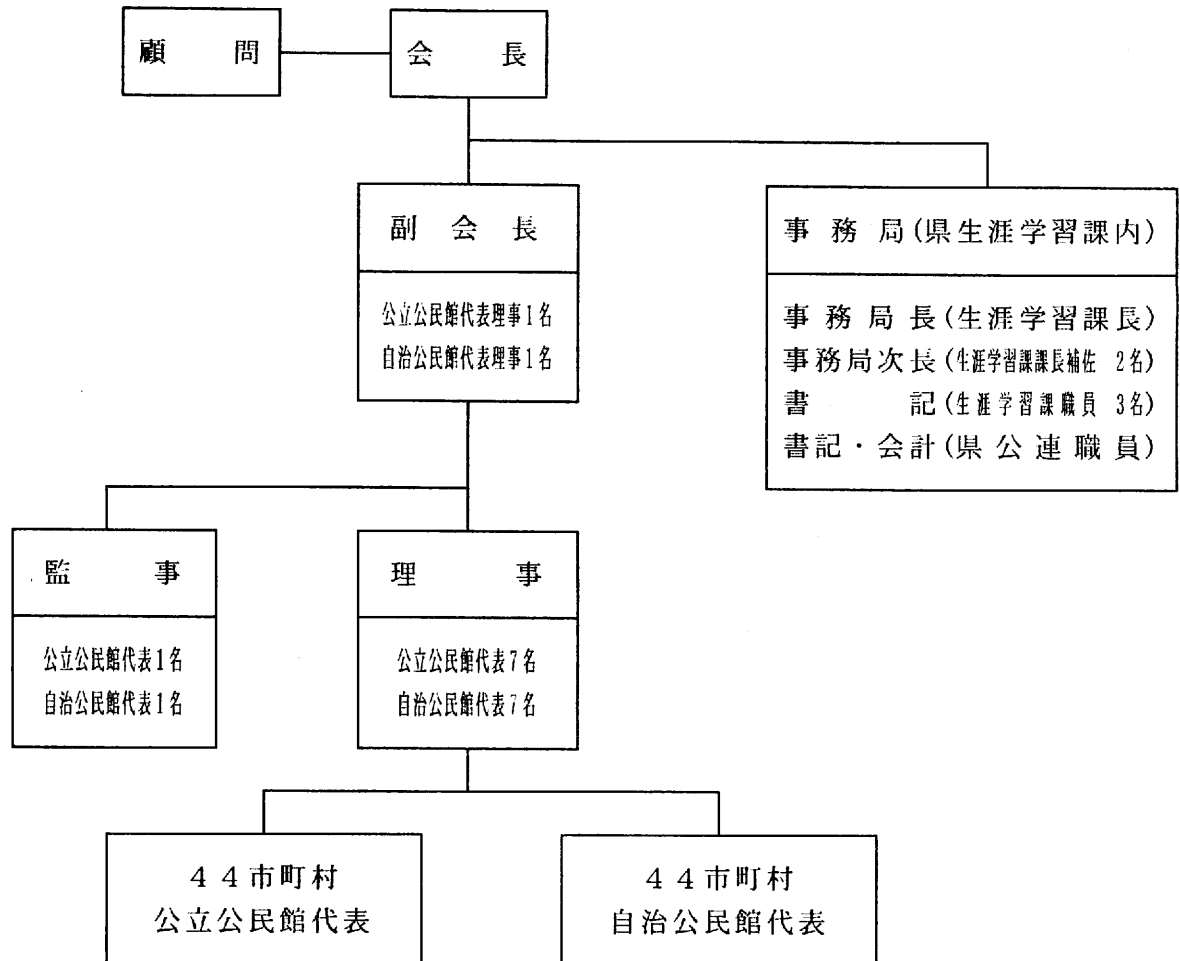 顧問
会長
副会長
公立公民館代表理事1名
自治公民館代表理事1名
事務局(県生涯学習課内)
事務局長(生涯学習課長)
事務局次長(生涯学習課課長補佐 2名)
書記(生涯学習課職員 3名)
書記・会計(県公連職員)
監事
公立公民館代表1名
自治公民館代表1名
理事
公立公民館代表7名
自治公民館代表7名
44市町村
公立公民館代表
44市町村
自治公民館代表